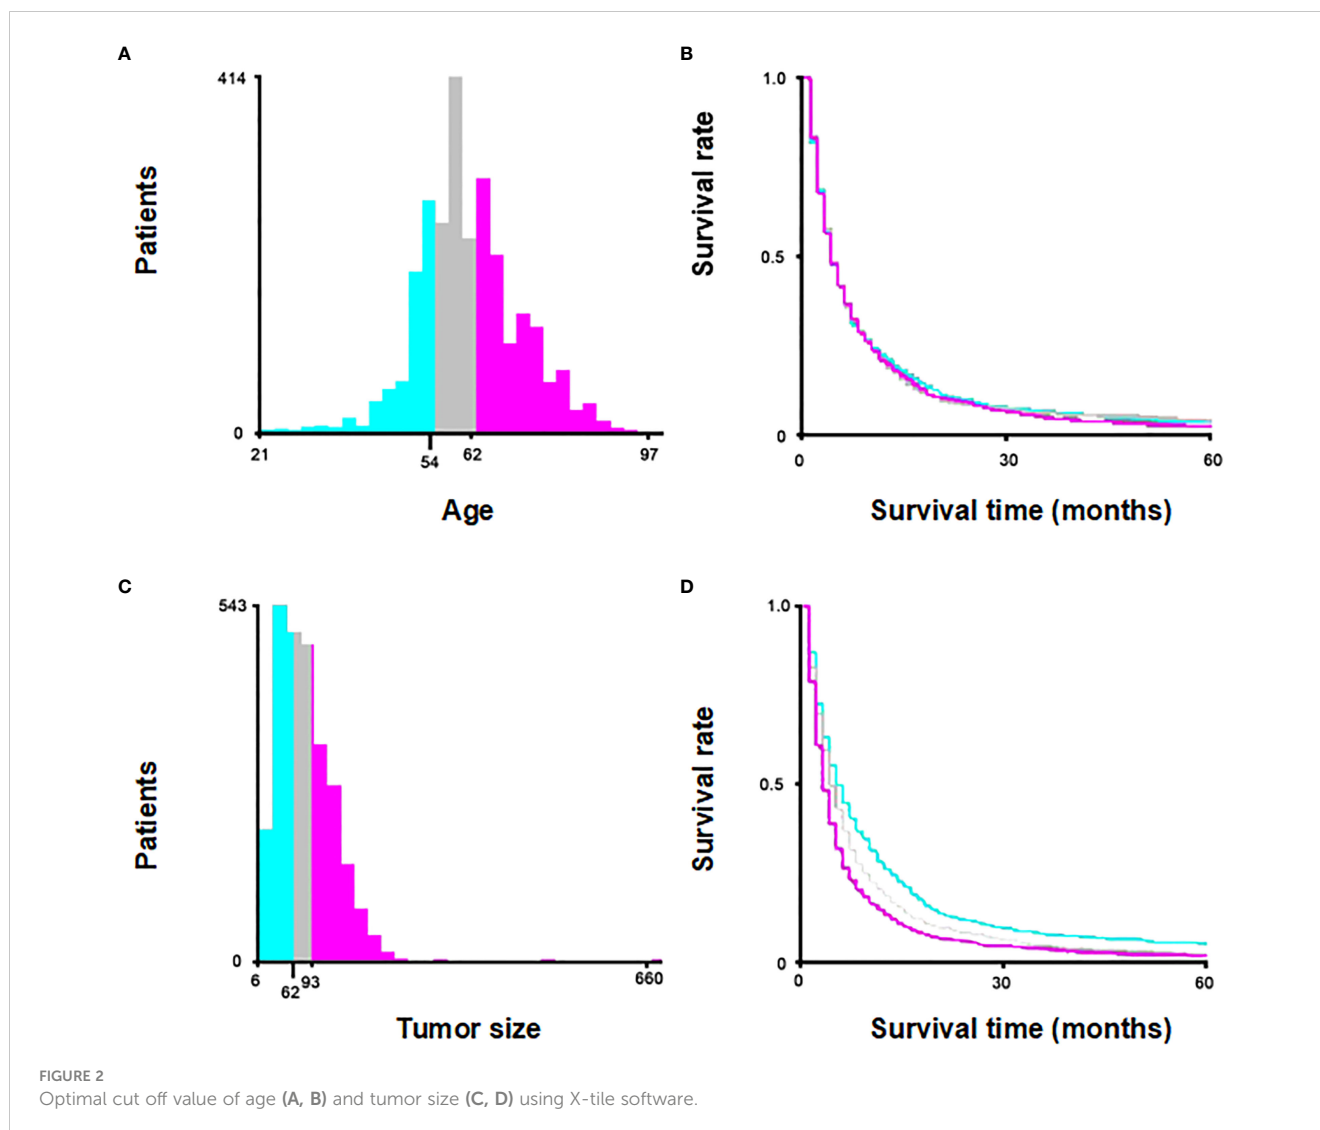 A
414
Patients
0
21
54
62
97
Age
B
1.0
Survival rate
0.5
0
0
30
60
Survival time (months)
C
543
Patients
0
6
62
93
660
Tumor size
D
1.0
Survival rate
0.5
0
0
30
60
Survival time (months)
FIGURE 2
Optimal cut off value of age (A, B) and tumor size (C, D) using X-tile software.